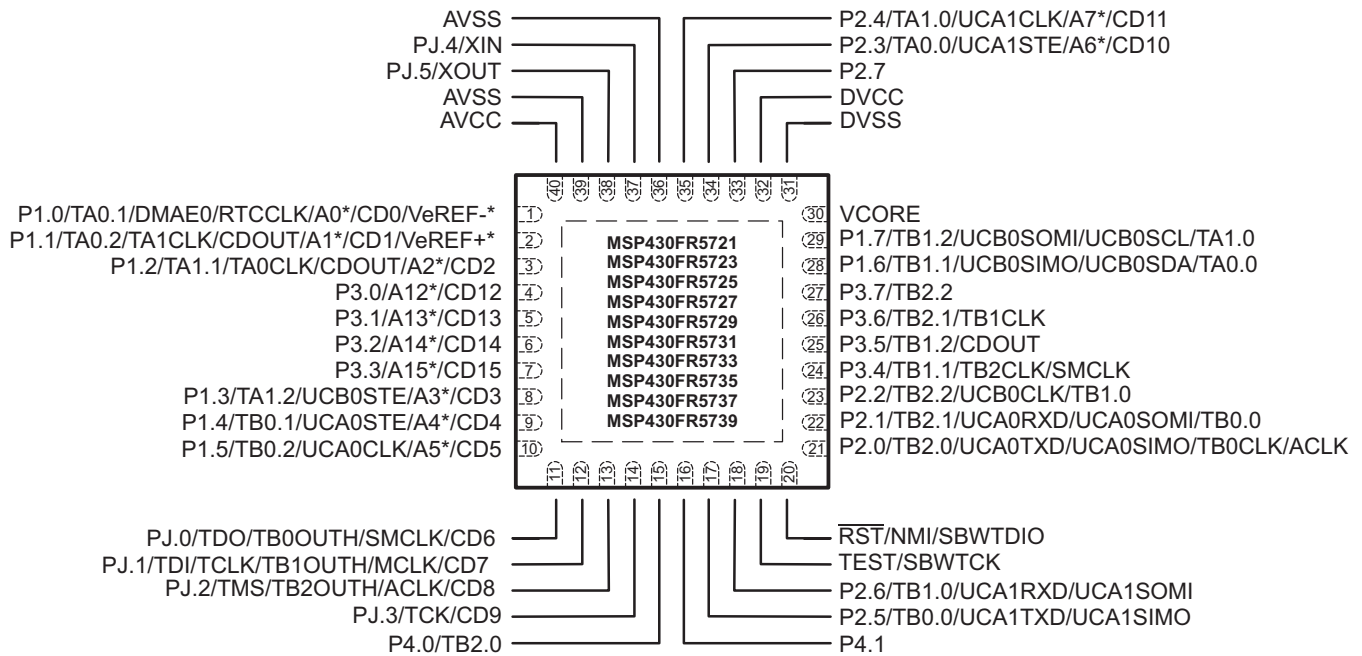 AVSS
PJ.4/XIN
PJ.5/XOUT
AVSS
AVCC
P2.4/TA1.0/UCA1CLK/A7*/CD11
P2.3/TA0.0/UCA1STE/A6*/CD10
P2.7
DVCC
DVSS
40 39 38 37 36 35 34 33 32 31
P1.0/TA0.1/DMAE0/RTCCLK/A0*/CD0/VeREF-* 1
P1.1/TA0.2/TA1CLK/CDOUT/A1*/CD1/VeREF+* 2
P1.2/TA1.1/TA0CLK/CDOUT/A2*/CD2 3
P3.0/A12*/CD12 4
P3.1/A13*/CD13 5
P3.2/A14*/CD14 6
P3.3/A15*/CD15 7
P1.3/TA1.2/UCB0STE/A3*/CD3 8
P1.4/TB0.1/UCA0STE/A4*/CD4 9
P1.5/TB0.2/UCA0CLK/A5*/CD5 10
MSP430FR5721
MSP430FR5723
MSP430FR5725
MSP430FR5727
MSP430FR5729
MSP430FR5731
MSP430FR5733
MSP430FR5735
MSP430FR5737
MSP430FR5739
30 VCORE
29 P1.7/TB1.2/UCB0SOMI/UCB0SCL/TA1.0
28 P1.6/TB1.1/UCB0SIMO/UCB0SDA/TA0.0
27 P3.7/TB2.2
26 P3.6/TB2.1/TB1CLK
25 P3.5/TB1.2/CDOUT
24 P3.4/TB1.1/TB2CLK/SMCLK
23 P2.2/TB2.2/UCB0CLK/TB1.0
22 P2.1/TB2.1/UCA0RXD/UCA0SOMI/TB0.0
21 P2.0/TB2.0/UCA0TXD/UCA0SIMO/TB0CLK/ACLK
11 12 13 14 15 16 17 18 19 20
PJ.0/TDO/TB0OUTH/SMCLK/CD6
PJ.1/TDI/TCLK/TB1OUTH/MCLK/CD7
PJ.2/TMS/TB2OUTH/ACLK/CD8
PJ.3/TCK/CD9
P4.0/TB2.0
RST/NMI/SBWTDIO
TEST/SBWTCK
P2.6/TB1.0/UCA1RXD/UCA1SOMI
P2.5/TB0.0/UCA1TXD/UCA1SIMO
P4.1